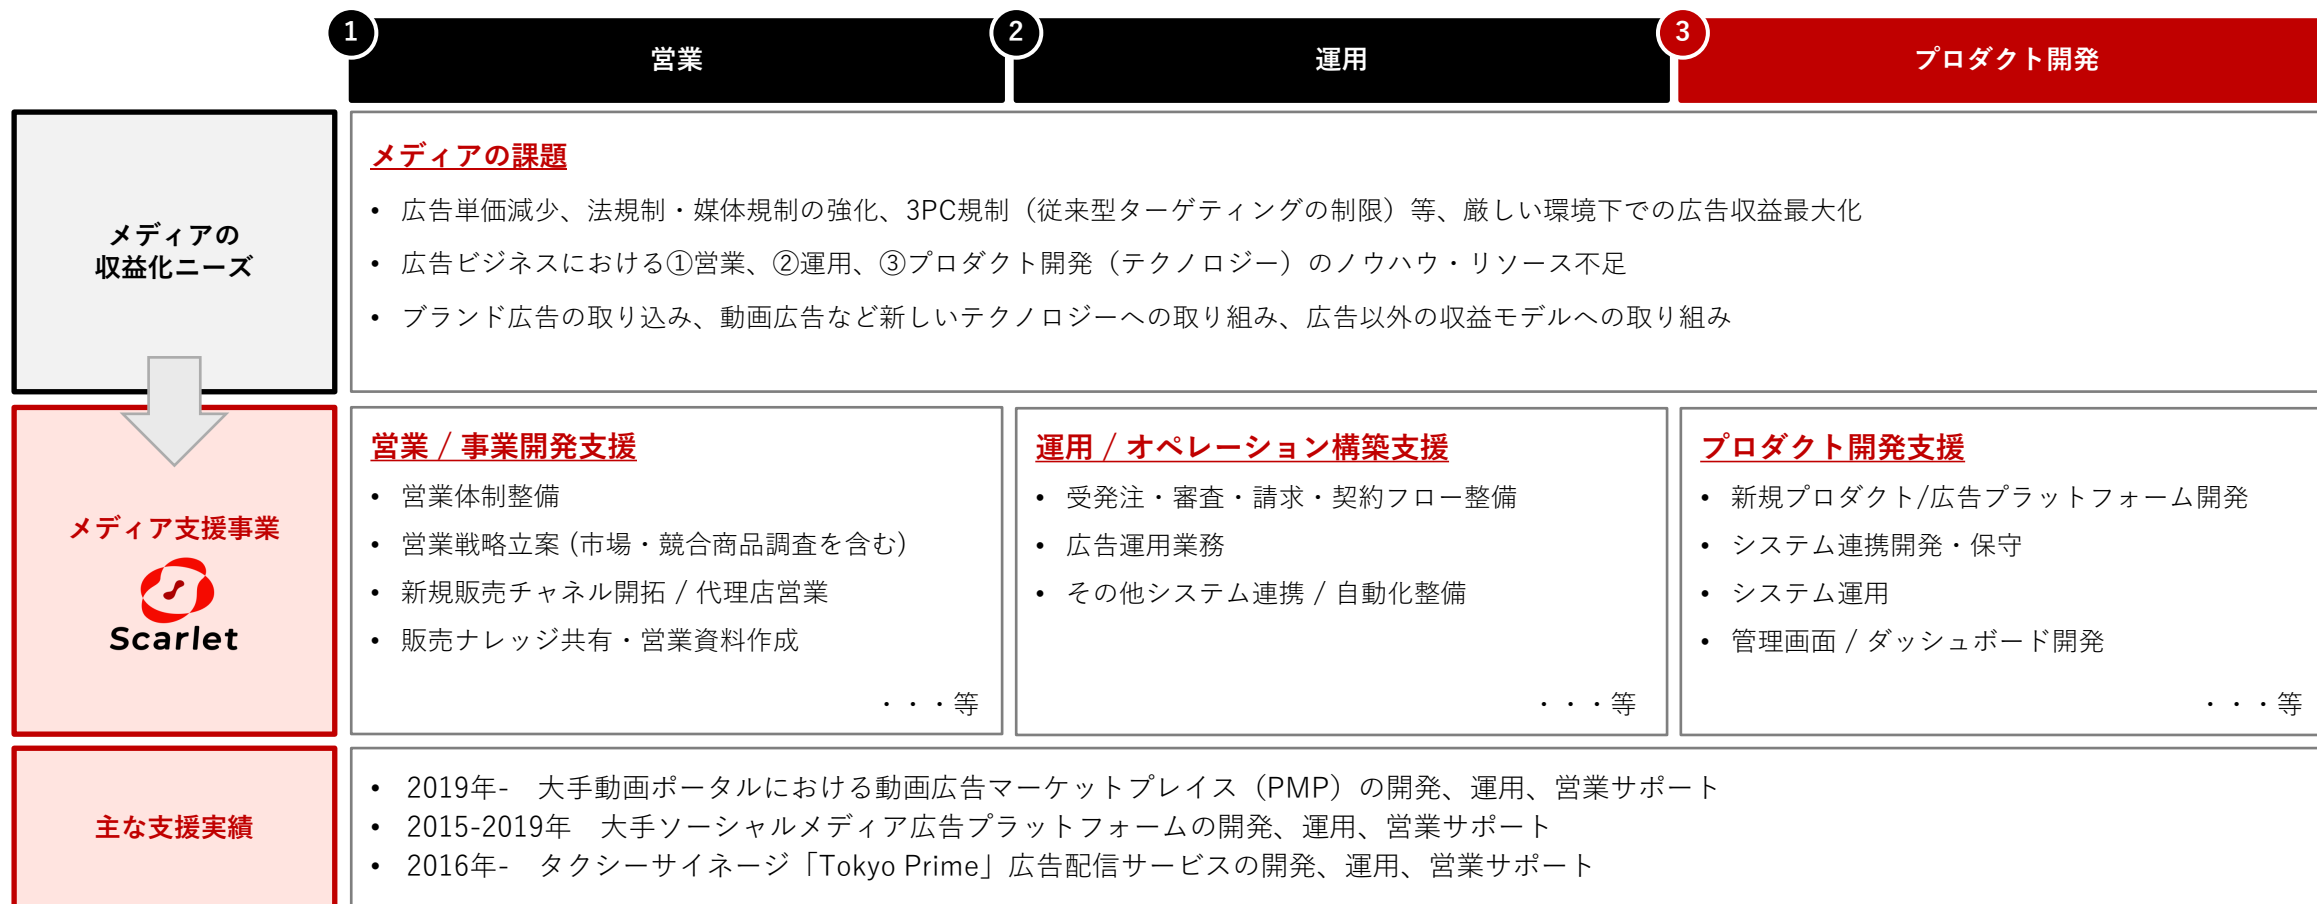 1
営業
2
運用
3
プロダクト開発
メディアの
収益化ニーズ
メディアの課題
• 広告単価減少、法規制・媒体規制の強化、3PC規制（従来型ターゲティングの制限）等、厳しい環境下での広告収益最大化
• 広告ビジネスにおける①営業、②運用、③プロダクト開発（テクノロジー）のノウハウ・リソース不足
• ブランド広告の取り込み、動画広告など新しいテクノロジーへの取り組み、広告以外の収益モデルへの取り組み
メディア支援事業
Scarlet
営業 / 事業開発支援
• 営業体制整備
• 営業戦略立案 (市場・競合商品調査を含む)
• 新規販売チャネル開拓 / 代理店営業
• 販売ナレッジ共有・営業資料作成
・・・等
運用 / オペレーション構築支援
• 受発注・審査・請求・契約フロー整備
• 広告運用業務
• その他システム連携 / 自動化整備
・・・等
プロダクト開発支援
• 新規プロダクト/広告プラットフォーム開発
• システム連携開発・保守
• システム運用
• 管理画面 / ダッシュボード開発
・・・等
主な支援実績
• 2019年-　大手動画ポータルにおける動画広告マーケットプレイス（PMP）の開発、運用、営業サポート
• 2015-2019年　大手ソーシャルメディア広告プラットフォームの開発、運用、営業サポート
• 2016年-　タクシーサイネージ「Tokyo Prime」広告配信サービスの開発、運用、営業サポート